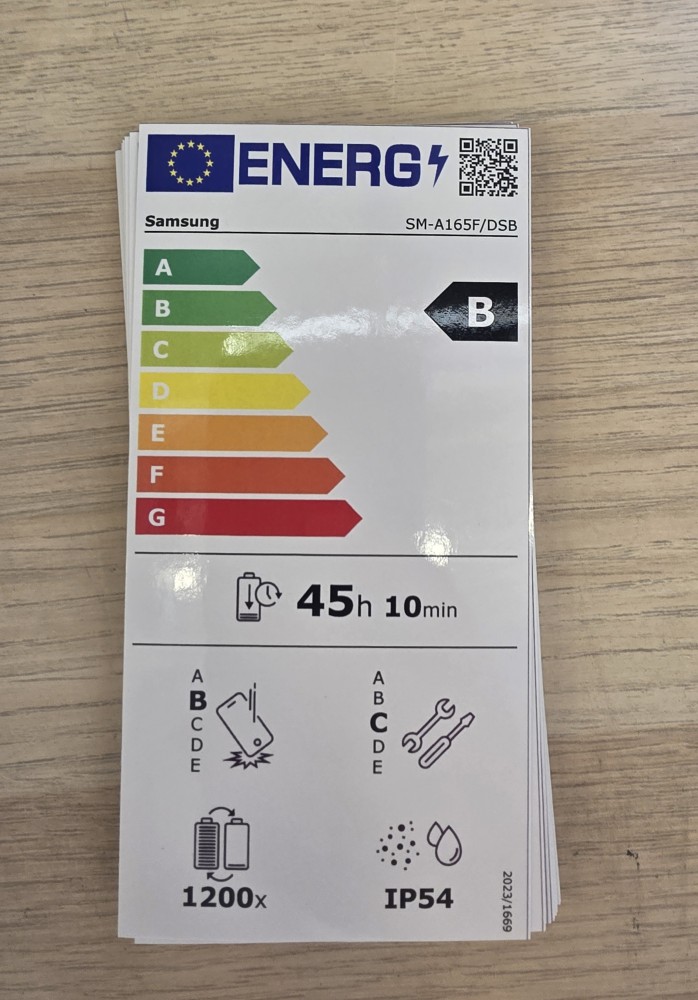 ENERG
Samsung SM-A165F/DSB
A
B B
C
D
E
F
G
45h 10min
A
B
C
D
E
A
B
C
D
E
1200x
IP54
2023/1669